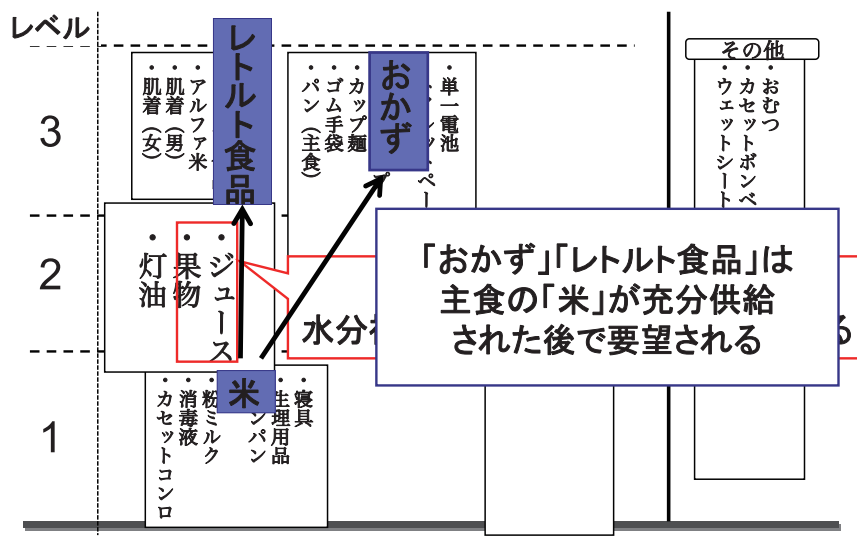 レベル
3
2
1
レトルト食品
・アルファ米
・肌着（男）
・肌着（女）
・単一電池
おかず
・カップ麺
・ゴム手袋
・パン（主食）
その他
・おむつ
・カセットボンベ
・ウェットシート
・ジュース
・果物
・灯油
水分
「おかず」「レトルト食品」は
主食の「米」が充分供給
された後で要望される
る
米
・寝具
・生理用品
ンパン
・粉ミルク
・消毒液
・カセットコンロ